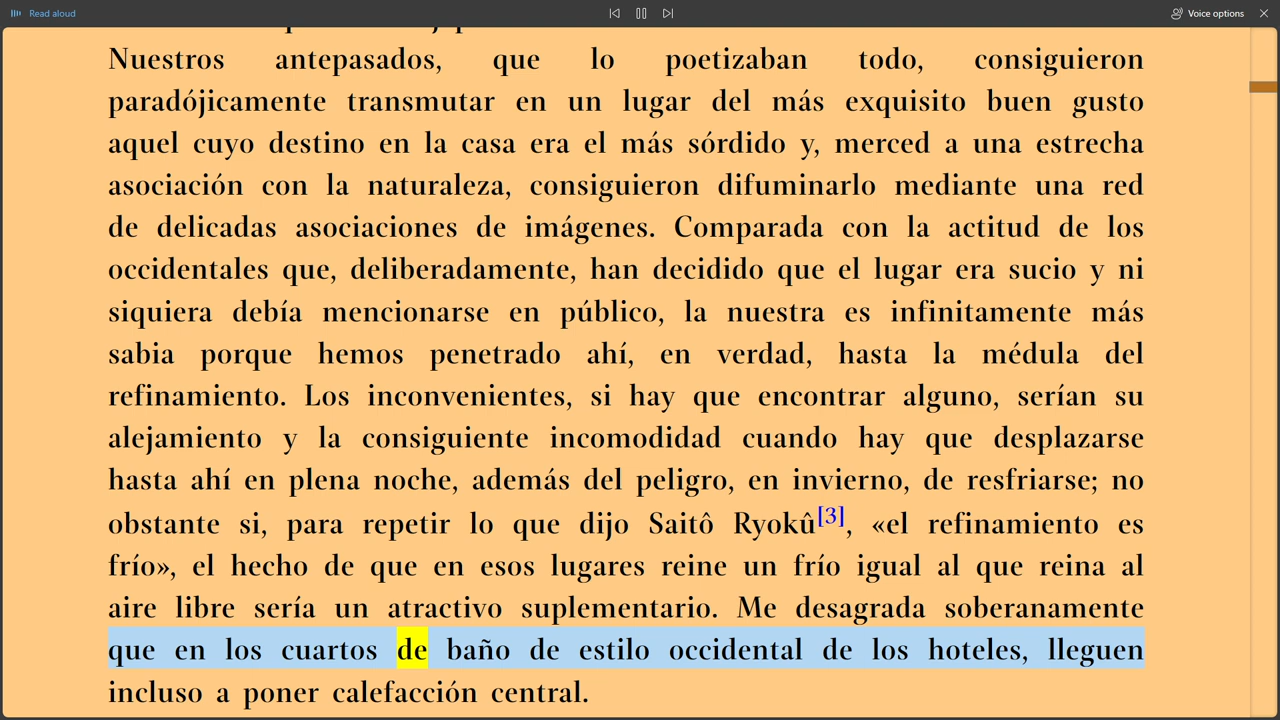 Read aloud
Voice options
Nuestros antepasados, que lo poetizaban todo, consiguieron
paradójicamente transmutar en un lugar del más exquisito buen gusto
aquel cuyo destino en la casa era el más sórdido y, merced a una estrecha
asociación con la naturaleza, consiguieron difuminarlo mediante una red
de delicadas asociaciones de imágenes. Comparada con la actitud de los
occidentales que, deliberadamente, han decidido que el lugar era sucio y ni
siquiera debía mencionarse en público, la nuestra es infinitamente más
sabia porque hemos penetrado ahí, en verdad, hasta la médula del
refinamiento. Los inconvenientes, si hay que encontrar alguno, serían su
alejamiento y la consiguiente incomodidad cuando hay que desplazarse
hasta ahí en plena noche, además del peligro, en invierno, de resfriarse; no
obstante si, para repetir lo que dijo Saitô Ryokû[3], «el refinamiento es
frío», el hecho de que en esos lugares reine un frío igual al que reina al
aire libre sería un atractivo suplementario. Me desagrada soberanamente
que en los cuartos de baño de estilo occidental de los hoteles, lleguen
incluso a poner calefacción central.